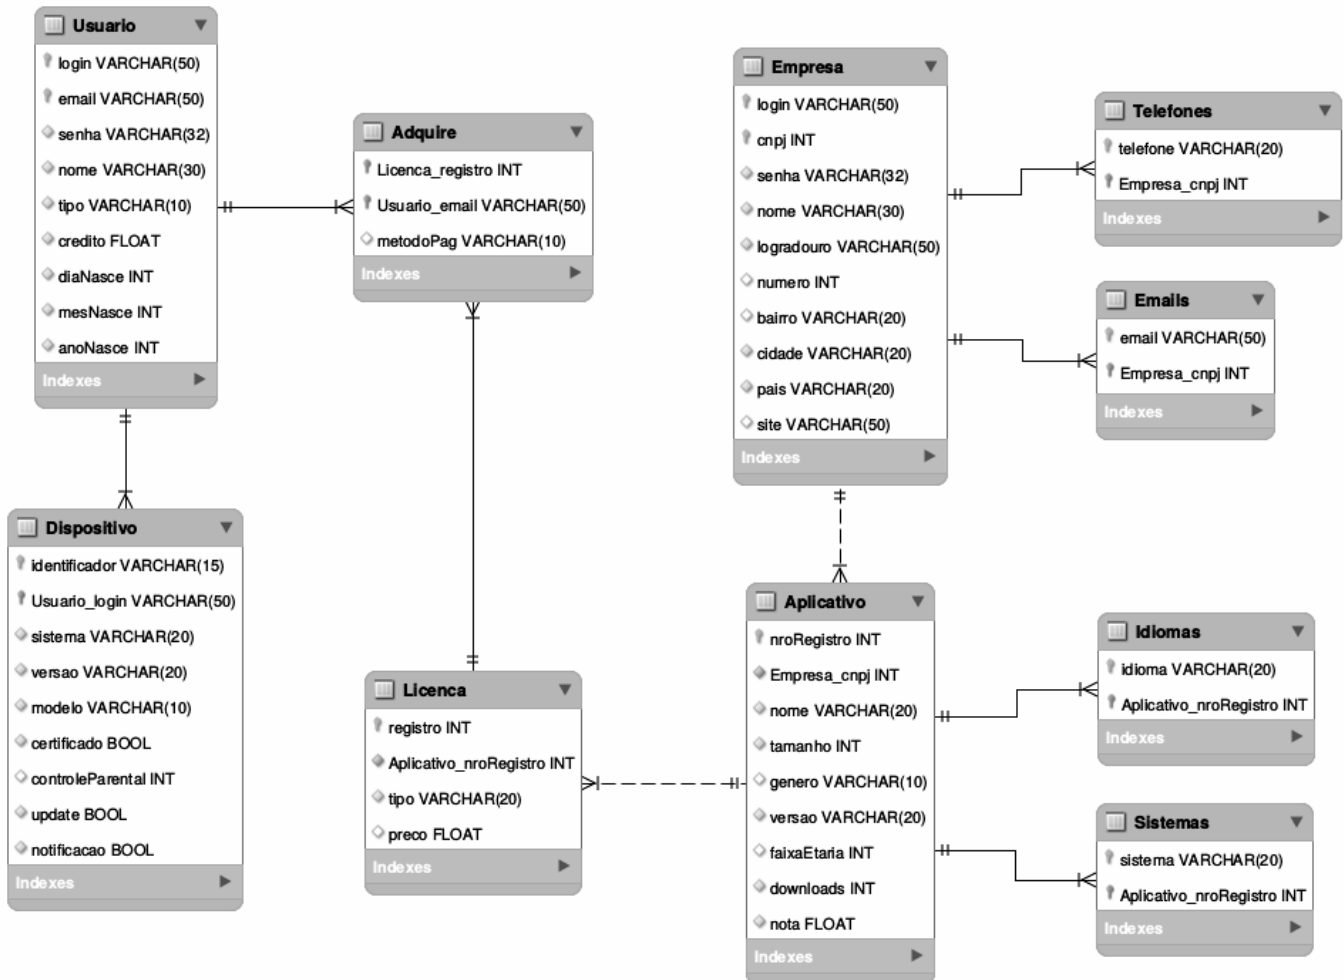 Usuario
login VARCHAR(50)
email VARCHAR(50)
senha VARCHAR(32)
nome VARCHAR(30)
tipo VARCHAR(10)
credito FLOAT
diaNasce INT
mesNasce INT
anoNasce INT
Indexes
Adquire
Licenca_registro INT
Usuario_email VARCHAR(50)
metodoPag VARCHAR(10)
Indexes
Empresa
login VARCHAR(50)
cnpj INT
senha VARCHAR(32)
nome VARCHAR(30)
logradouro VARCHAR(50)
numero INT
bairro VARCHAR(20)
cidade VARCHAR(20)
pais VARCHAR(20)
site VARCHAR(50)
Indexes
Telefones
telefone VARCHAR(20)
Empresa_cnpj INT
Indexes
Emails
email VARCHAR(50)
Empresa_cnpj INT
Indexes
Dispositivo
identificador VARCHAR(15)
Usuario_login VARCHAR(50)
sistema VARCHAR(20)
versao VARCHAR(20)
modelo VARCHAR(10)
certificado BOOL
controleParental INT
update BOOL
notificacao BOOL
Indexes
Licenca
registro INT
Aplicativo_nroRegistro INT
tipo VARCHAR(20)
preco FLOAT
Indexes
Aplicativo
nroRegistro INT
Empresa_cnpj INT
nome VARCHAR(20)
tamanho INT
genero VARCHAR(10)
versao VARCHAR(20)
faixaEtaria INT
downloads INT
nota FLOAT
Indexes
Idiomas
idioma VARCHAR(20)
Aplicativo_nroRegistro INT
Indexes
Sistemas
sistema VARCHAR(20)
Aplicativo_nroRegistro INT
Indexes